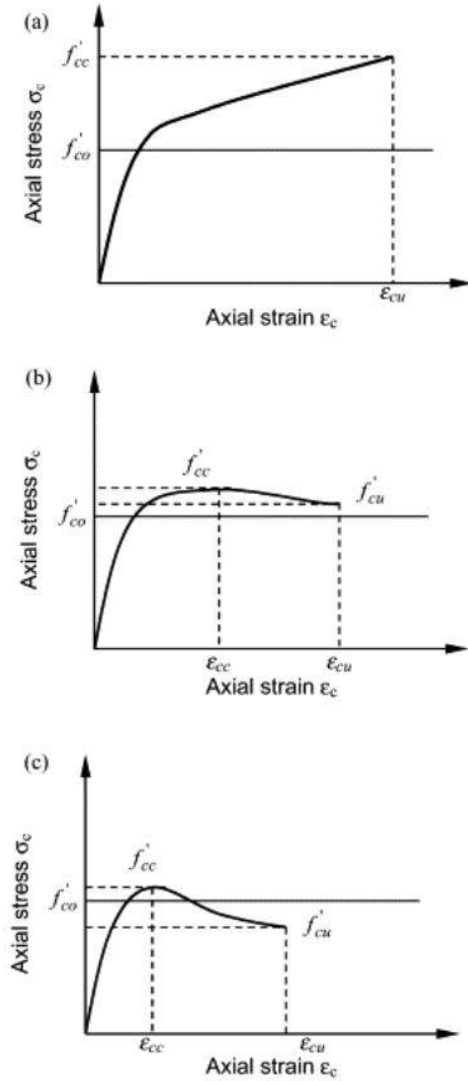 (a)
f'cc
f'co
Axial stress σc
εcu
Axial strain εc
(b)
f'cc
f'cu
f'co
Axial stress σc
εcc
εcu
Axial strain εc
(c)
f'cc
f'co
f'cu
Axial stress σc
εcc
εcu
Axial strain εc